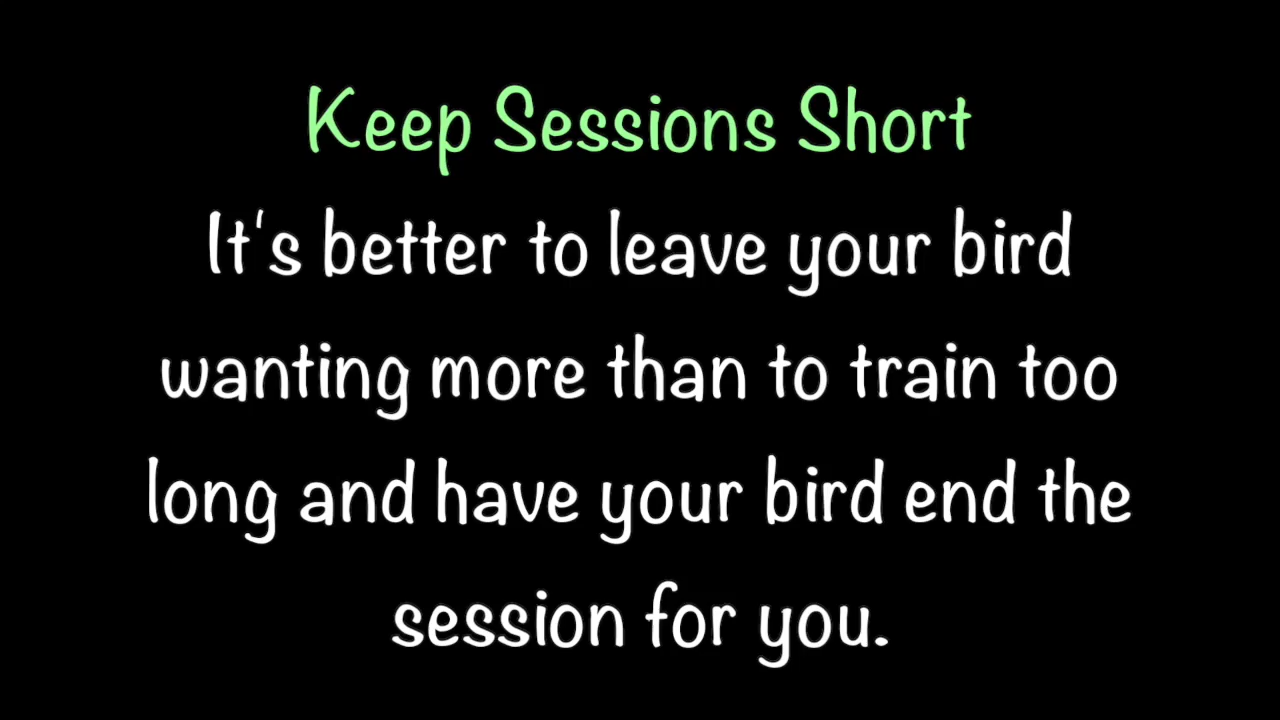 Keep Sessions Short
It's better to leave your bird
wanting more than to train too
long and have your bird end the
session for you.